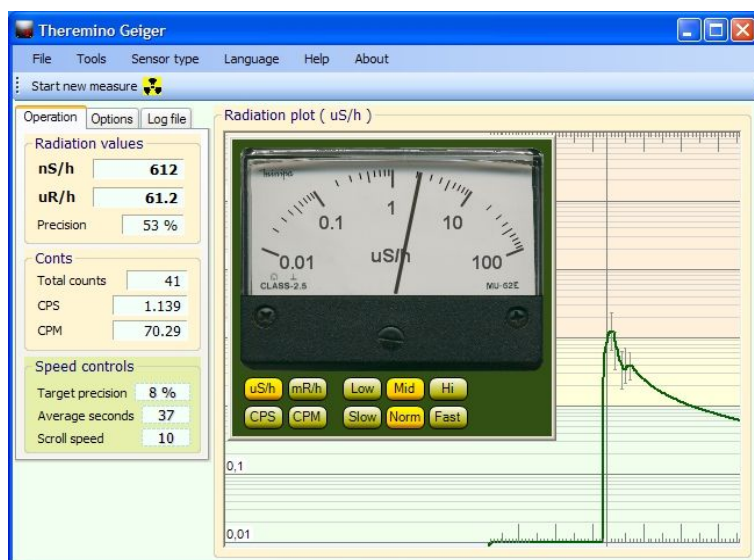 Theremino Geiger
File Tools Sensor type Language Help About
Start new measure
Operation Options Log file
Radiation values
nS/h 612
uR/h 61.2
Precision 53 %
Conts
Total counts 41
CPS 1.139
CPM 70.29
Speed controls
Target precision 8 %
Average seconds 37
Scroll speed 10
Radiation plot ( uS/h )
0.01 0.1 1 10 100
uS/h
CLASS-2.5
uS/h mR/h Low Mid Hi
CPS CPM Slow Norm Fast
0,1
0,01